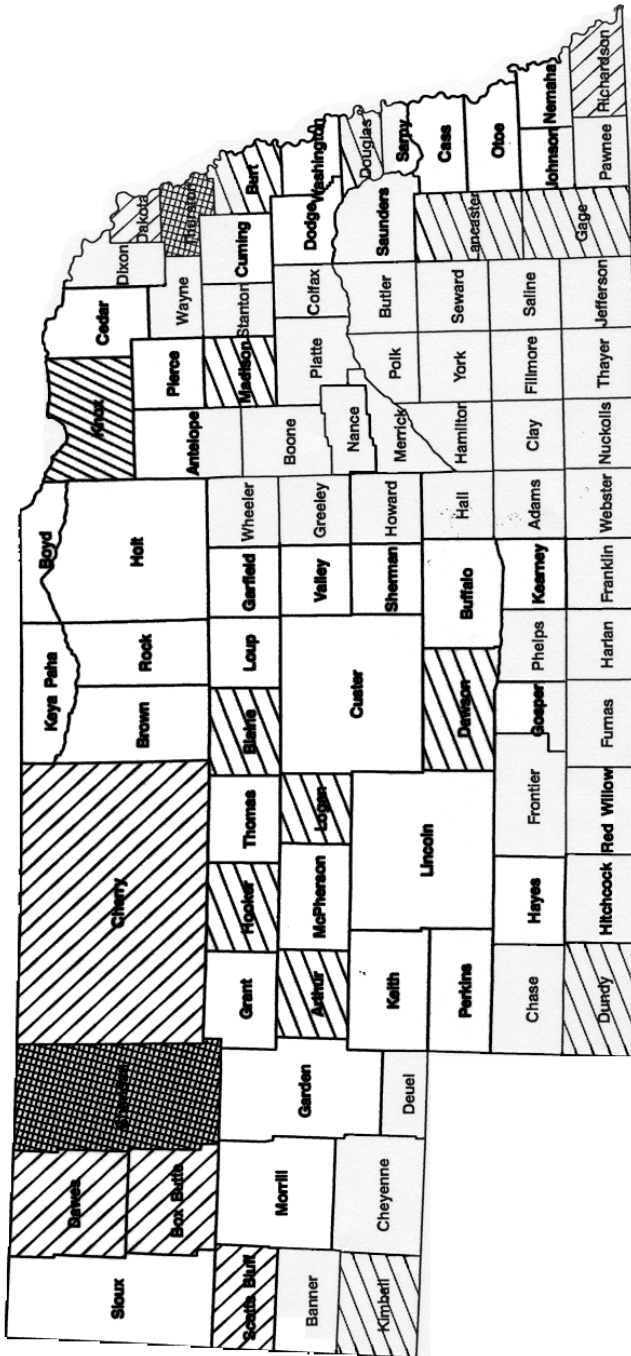 Sioux
Dawes
Box Butte
Cherry
Keya Paha
Boyd
Brown
Rock
Holt
Knox
Cedar
Dixon
Dakota
Thurston
Antelope
Pierce
Wayne
Scotts Bluff
Banner
Kimball
Morrill
Cheyenne
Garden
Deuel
Grant
Hooker
Thomas
Blaine
Loup
Garfield
Wheeler
Boone
Madison
Stanton
Cuming
Burt
Arthur
McPherson
Logan
Custer
Valley
Greeley
Nance
Platte
Colfax
Dodge
Washington
Keith
Lincoln
Sherman
Howard
Merrick
Polk
Butler
Saunders
Douglas
Sarpy
Perkins
Dawson
Buffalo
Hall
Hamilton
York
Seward
Lancaster
Cass
Otoe
Chase
Hayes
Frontier
Gosper
Phelps
Kearney
Adams
Clay
Fillmore
Saline
Gage
Johnson
Nemaha
Dundy
Hitchcock
Red Willow
Furnas
Harlan
Franklin
Webster
Nuckolls
Thayer
Jefferson
Pawnee
Richardson